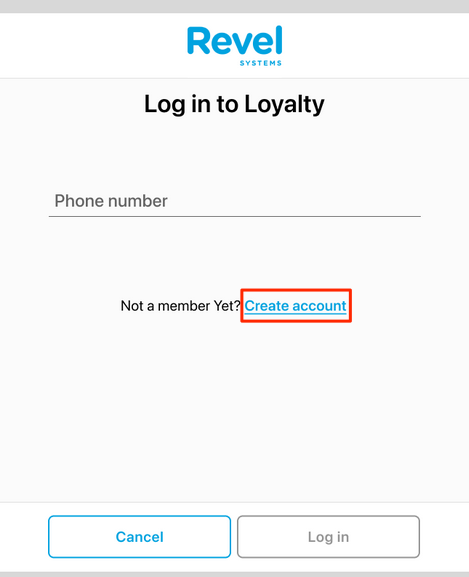 Revel
SYSTEMS
Log in to Loyalty
Phone number
Not a member Yet? Create account
Cancel
Log in